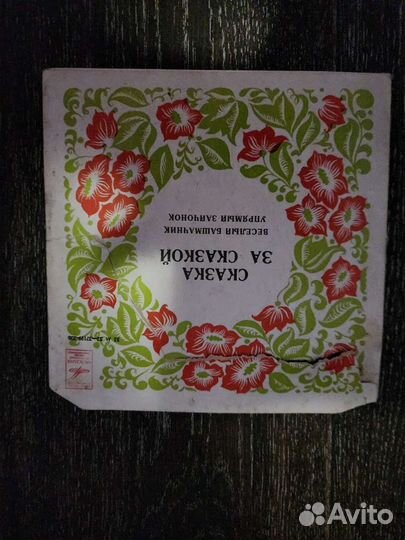 СКАЗКА
ЗА СКАЗКОЙ
ВЕСЕЛЫЙ БАШМАЧНИК
УПРЯМЫЙ ЗАЙЧОНОК
Avito